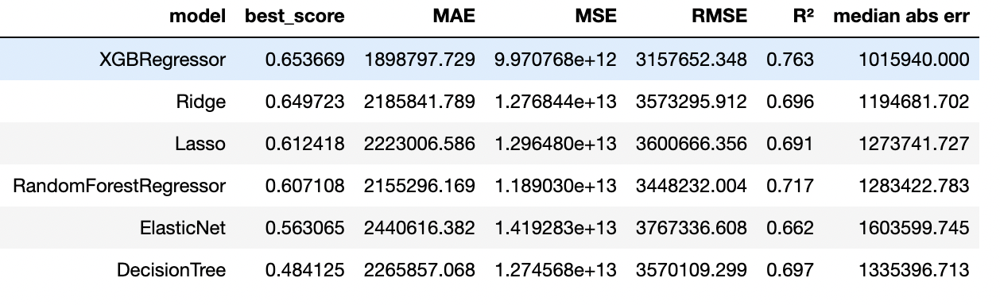 model best_score MAE MSE RMSE R² median abs err
XGBRegressor 0.653669 1898797.729 9.970768e+12 3157652.348 0.763 1015940.000
Ridge 0.649723 2185841.789 1.276844e+13 3573295.912 0.696 1194681.702
Lasso 0.612418 2223006.586 1.296480e+13 3600666.356 0.691 1273741.727
RandomForestRegressor 0.607108 2155296.169 1.189030e+13 3448232.004 0.717 1283422.783
ElasticNet 0.563065 2440616.382 1.419283e+13 3767336.608 0.662 1603599.745
DecisionTree 0.484125 2265857.068 1.274568e+13 3570109.299 0.697 1335396.713